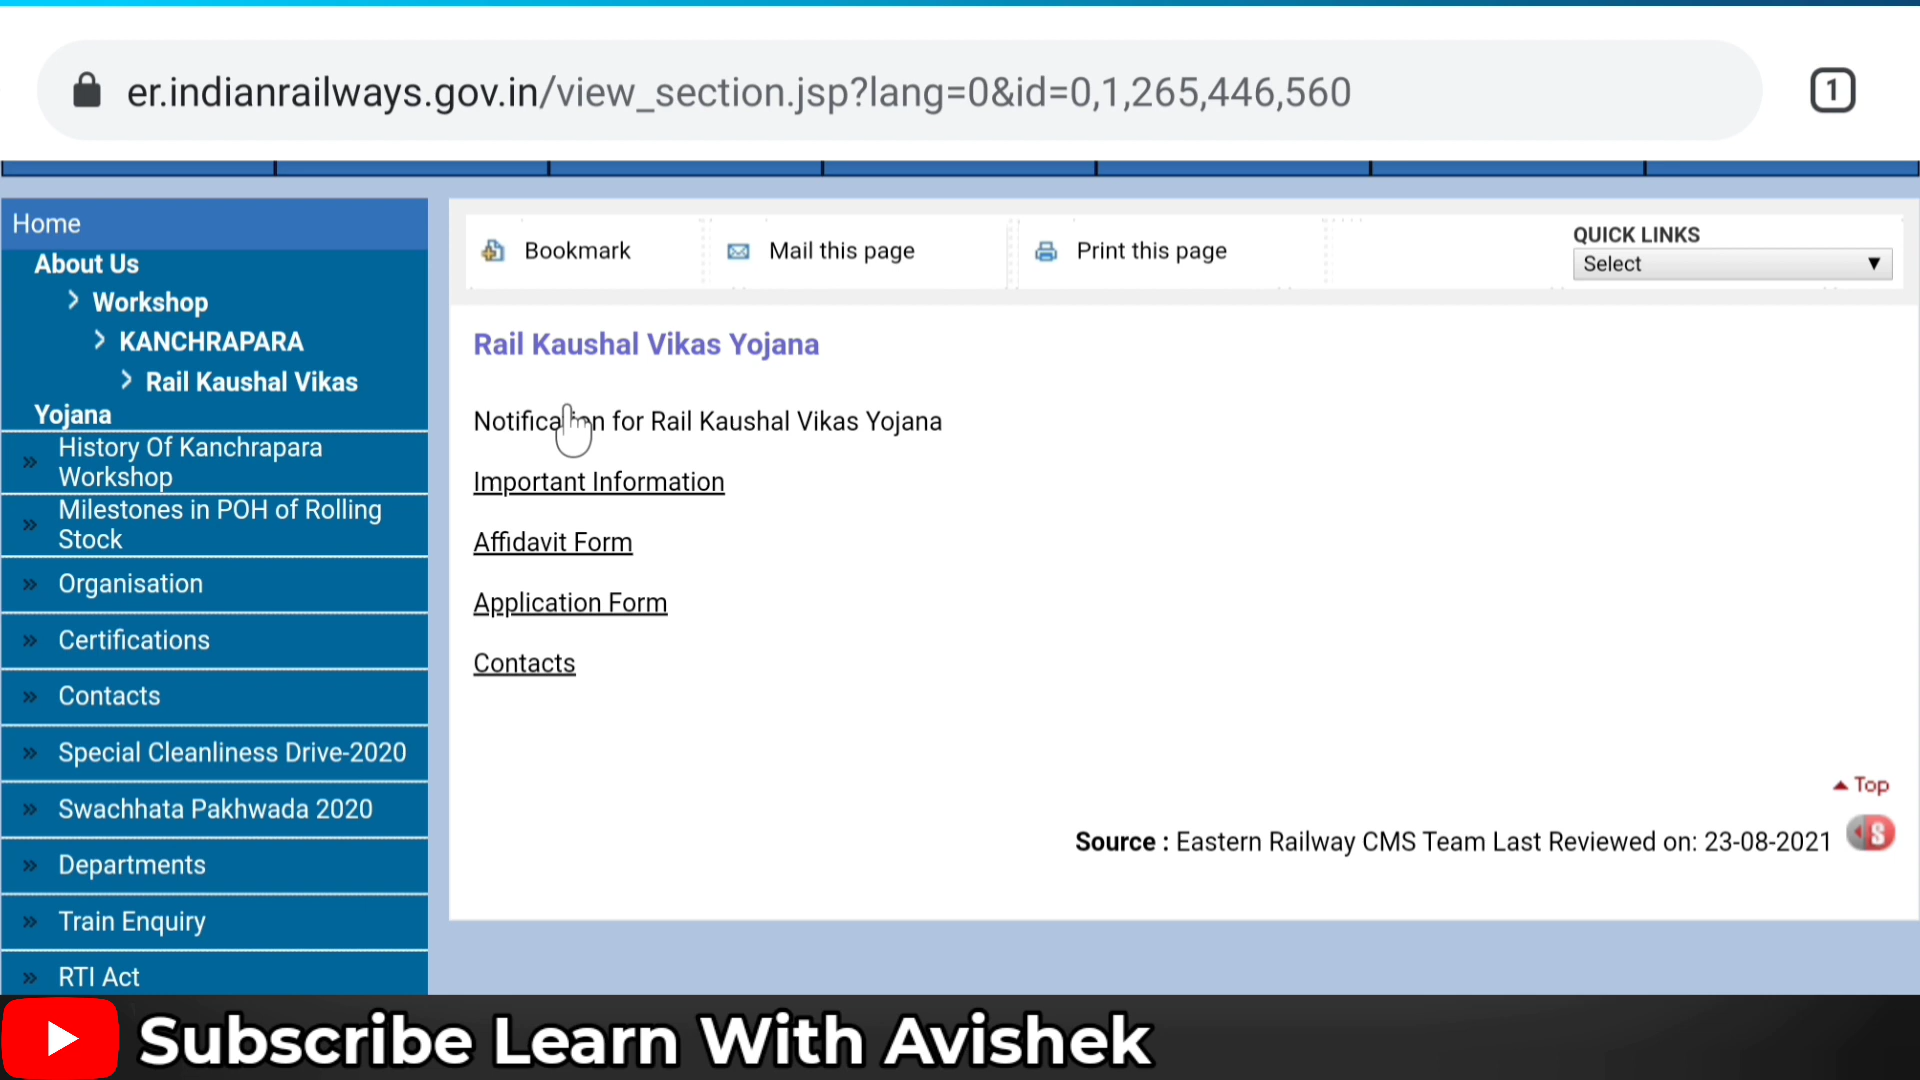 er.indianrailways.gov.in/view_section.jsp?lang=0&id=0,1,265,446,560
1
Home
About Us
Workshop
KANCHRAPARA
Rail Kaushal Vikas
Yojana
History Of Kanchrapara
Workshop
Milestones in POH of Rolling
Stock
Organisation
Certifications
Contacts
Special Cleanliness Drive-2020
Swachhata Pakhwada 2020
Departments
Train Enquiry
RTI Act
Bookmark
Mail this page
Print this page
QUICK LINKS
Select
Rail Kaushal Vikas Yojana
Notification for Rail Kaushal Vikas Yojana
Important Information
Affidavit Form
Application Form
Contacts
Top
Source : Eastern Railway CMS Team Last Reviewed on: 23-08-2021
S
Subscribe Learn With Avishek